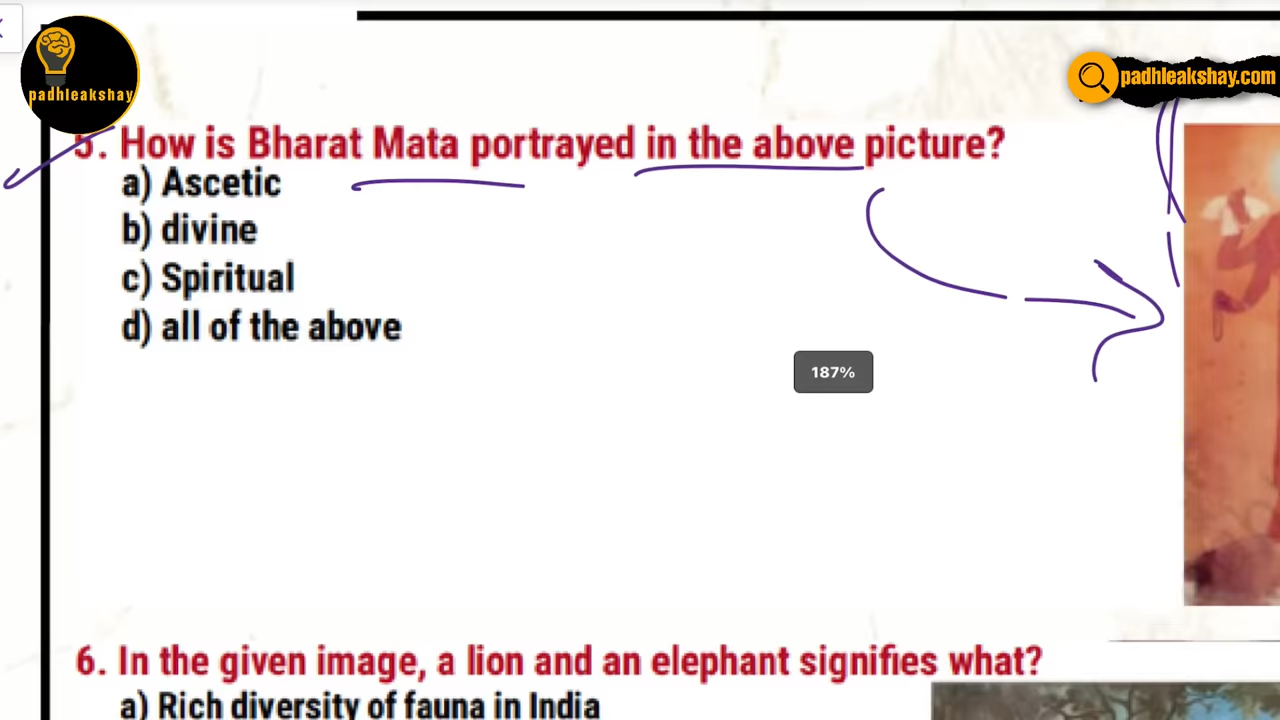 padhleakshay
padhleakshay.com
5. How is Bharat Mata portrayed in the above picture?
a) Ascetic
b) divine
c) Spiritual
d) all of the above
187%
6. In the given image, a lion and an elephant signifies what?
a) Rich diversity of fauna in India